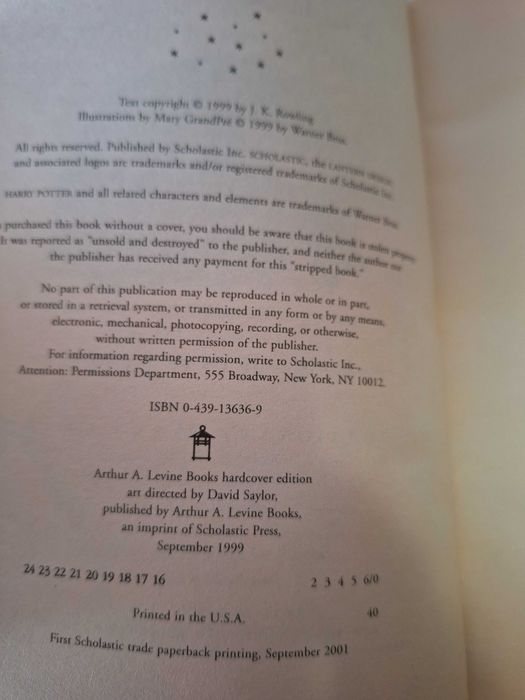 Text copyright © 1999 by J. K. Rowling
Illustrations by Mary GrandPré © 1999 by Warner Bros.
All rights reserved. Published by Scholastic Inc. SCHOLASTIC, the LANTERN DESIGN,
and associated logos are trademarks and/or registered trademarks of Scholastic Inc.
HARRY POTTER and all related characters and elements are trademarks of Warner Bros.
purchased this book without a cover, you should be aware that this book is stolen property.
It was reported as "unsold and destroyed" to the publisher, and neither the author nor
the publisher has received any payment for this "stripped book."
No part of this publication may be reproduced in whole or in part,
or stored in a retrieval system, or transmitted in any form or by any means,
electronic, mechanical, photocopying, recording, or otherwise,
without written permission of the publisher.
For information regarding permission, write to Scholastic Inc.,
Attention: Permissions Department, 555 Broadway, New York, NY 10012.
ISBN 0-439-13636-9
Arthur A. Levine Books hardcover edition
art directed by David Saylor,
published by Arthur A. Levine Books,
an imprint of Scholastic Press,
September 1999
24 23 22 21 20 19 18 17 16 2 3 4 5 6/0
Printed in the U.S.A. 40
First Scholastic trade paperback printing, September 2001